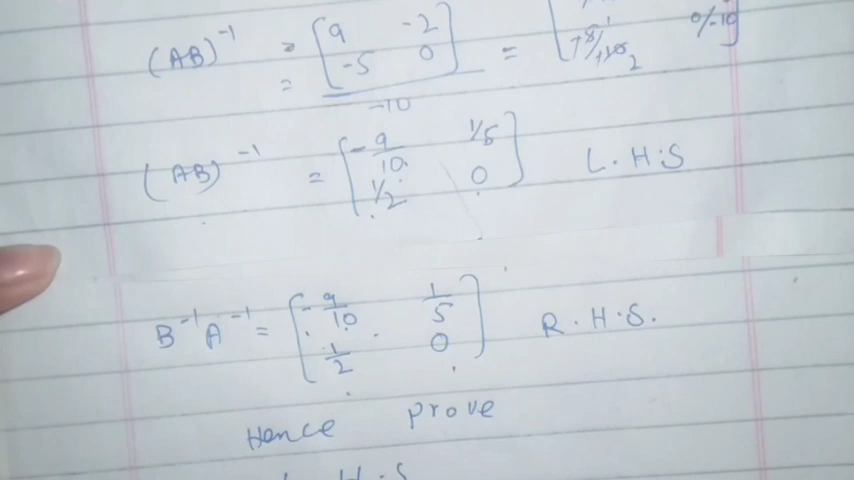 (AB)⁻¹ = = [9 -2 -5 0] / -10 =
(AB)⁻¹ = [-9/10 1/5 1/2 0] L.H.S
B⁻¹ A⁻¹ = [-9/10 1/5 1/2 0] R.H.S.
Hence prove
L.H.S